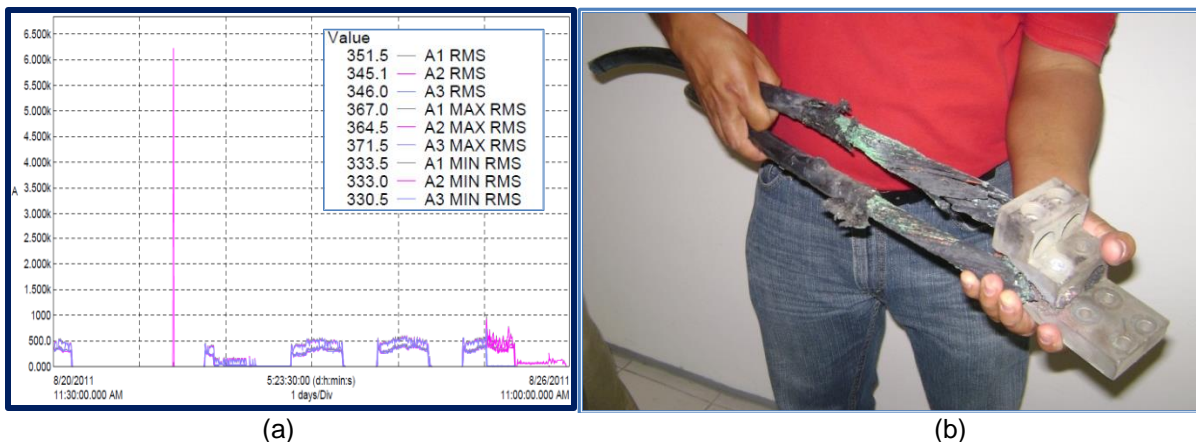 6.500k
6.000k
5.500k
5.000k
4.500k
4.000k
3.500k
3.000k
2.500k
2.000k
1.500k
1.000k
500.0
0.000
A
Value
351.5 A1 RMS
345.1 A2 RMS
346.0 A3 RMS
367.0 A1 MAX RMS
364.5 A2 MAX RMS
371.5 A3 MAX RMS
333.5 A1 MIN RMS
333.0 A2 MIN RMS
330.5 A3 MIN RMS
8/20/2011 5:23:30:00 (d:h:min:s) 8/26/2011
11:30:00.000 AM 1 days/Div 11:00:00.000 AM
(a) (b)